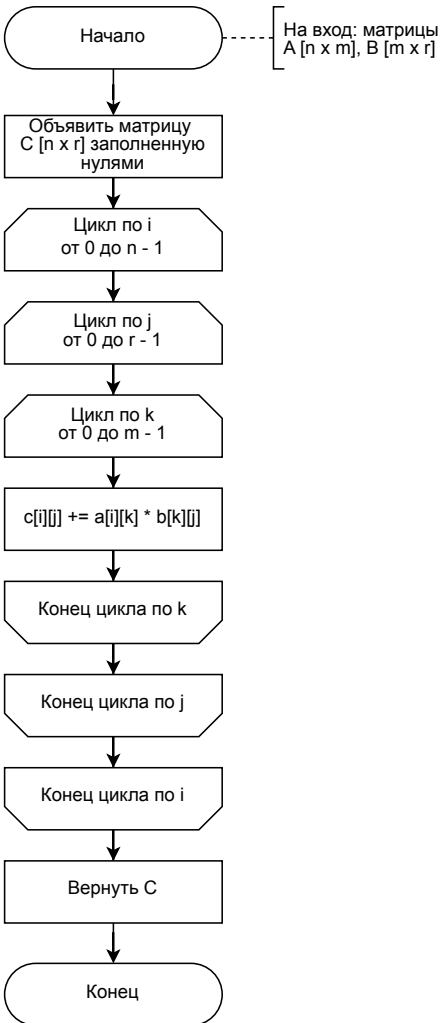 Начало
На вход: матрицы
A [n x m], B [m x r]
Объявить матрицу
C [n x r] заполненную
нулями
Цикл по i
от 0 до n - 1
Цикл по j
от 0 до r - 1
Цикл по k
от 0 до m - 1
c[i][j] += a[i][k] * b[k][j]
Конец цикла по k
Конец цикла по j
Конец цикла по i
Вернуть C
Конец